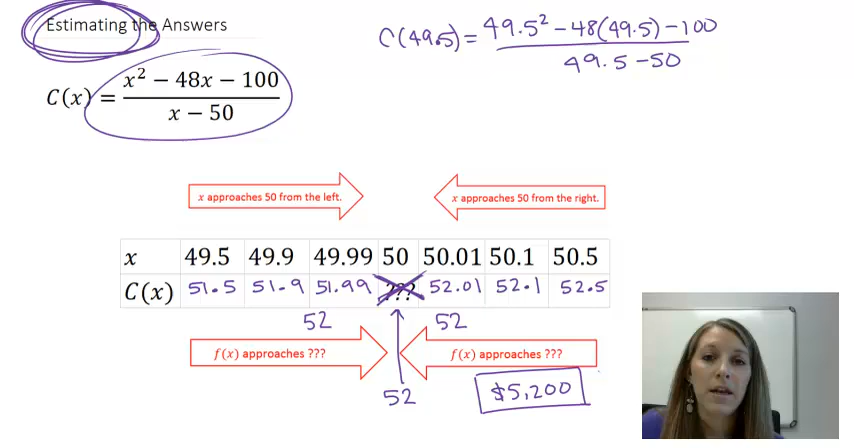 Estimating the Answers
C(49.5) = 49.5² − 48(49.5) − 100
49.5 − 50
C(x) = x² − 48x − 100
x − 50
x approaches 50 from the left.
x approaches 50 from the right.
x 49.5 49.9 49.99 50 50.01 50.1 50.5
C(x) 51.5 51.9 51.99 ??? 52.01 52.1 52.5
52 52
f(x) approaches ???
f(x) approaches ???
52
$5,200